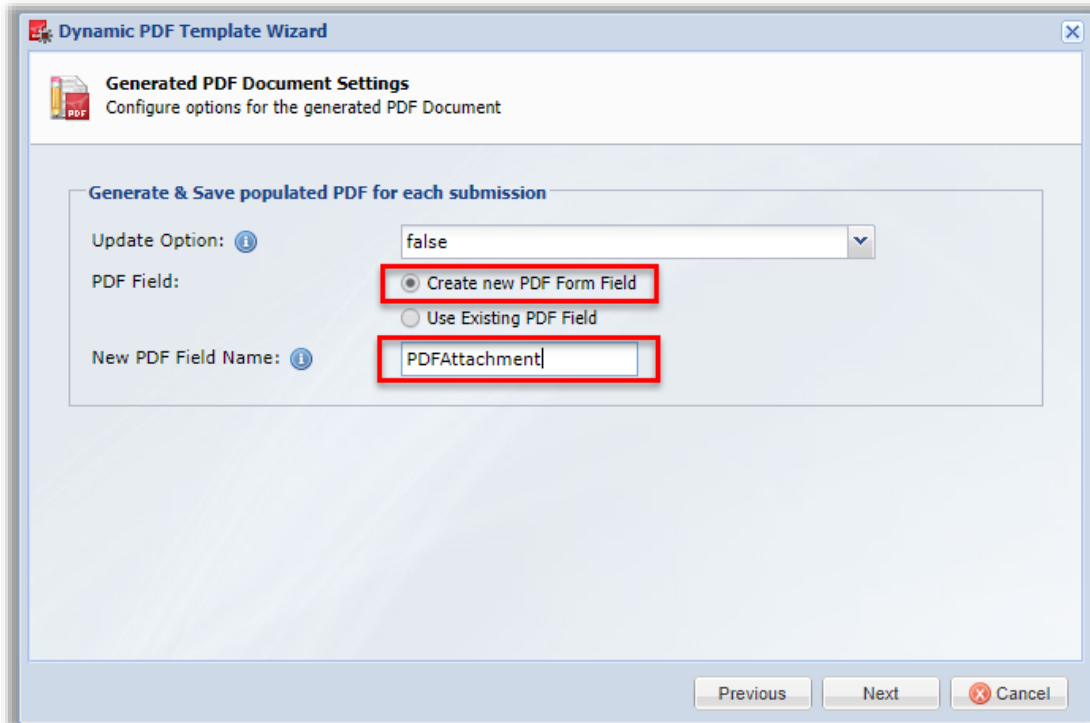 Dynamic PDF Template Wizard
Generated PDF Document Settings
Configure options for the generated PDF Document
PDF
Generate & Save populated PDF for each submission
Update Option:
false
PDF Field:
Create new PDF Form Field
Use Existing PDF Field
New PDF Field Name:
PDFAttachment
Previous Next Cancel